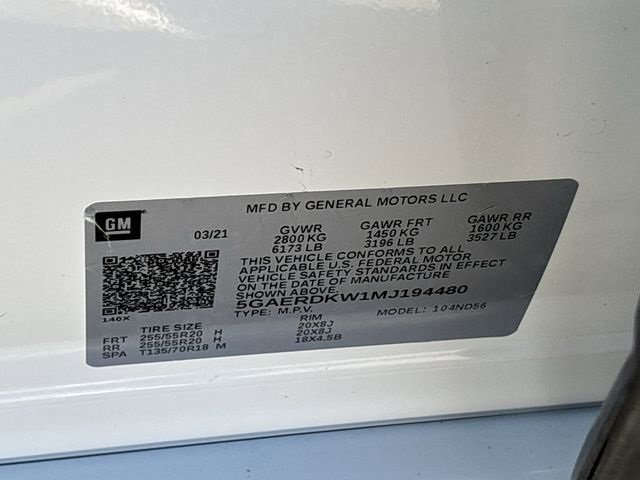 MFD BY GENERAL MOTORS LLC
GM
03/21 GVWR GAWR FRT GAWR RR
2800 KG 1450 KG 1600 KG
6173 LB 3196 LB 3527 LB
THIS VEHICLE CONFORMS TO ALL
APPLICABLE U.S. FEDERAL MOTOR
VEHICLE SAFETY STANDARDS IN EFFECT
ON THE DATE OF MANUFACTURE
SHOWN ABOVE.
5GAERDKW1MJ194480
140X
TYPE: M.P.V. MODEL: 104ND56
TIRE SIZE RIM
FRT 255/55R20 H 20X8J
RR 255/55R20 H 20X8J
SPA T135/70R18 M 18X4.5B